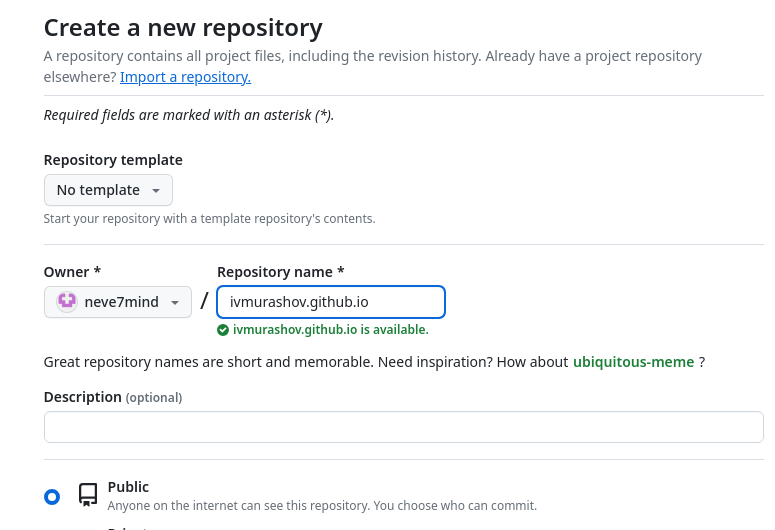 Create a new repository
A repository contains all project files, including the revision history. Already have a project repository
elsewhere? Import a repository.
Required fields are marked with an asterisk (*).
Repository template
No template
Start your repository with a template repository's contents.
Owner *
Repository name *
neve7mind
/
ivmurashov.github.io
ivmurashov.github.io is available.
Great repository names are short and memorable. Need inspiration? How about ubiquitous-meme ?
Description (optional)
Public
Anyone on the internet can see this repository. You choose who can commit.